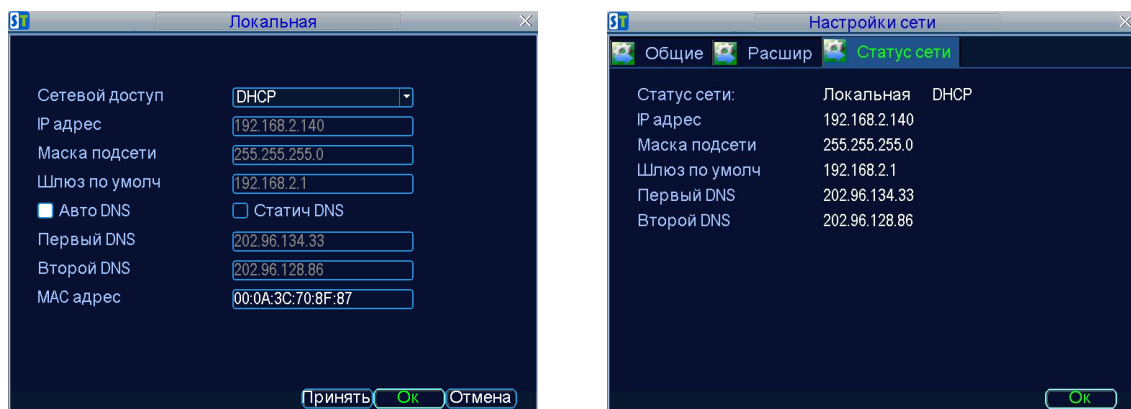 ST Локальная
Сетевой доступ DHCP
IP адрес 192.168.2.140
Маска подсети 255.255.255.0
Шлюз по умолч 192.168.2.1
Авто DNS Статич DNS
Первый DNS 202.96.134.33
Второй DNS 202.96.128.86
MAC адрес 00:0A:3C:70:8F:87
Принять Ок Отмена
ST Настройки сети
Общие Расшир Статус сети
Статус сети: Локальная DHCP
IP адрес 192.168.2.140
Маска подсети 255.255.255.0
Шлюз по умолч 192.168.2.1
Первый DNS 202.96.134.33
Второй DNS 202.96.128.86
Ок